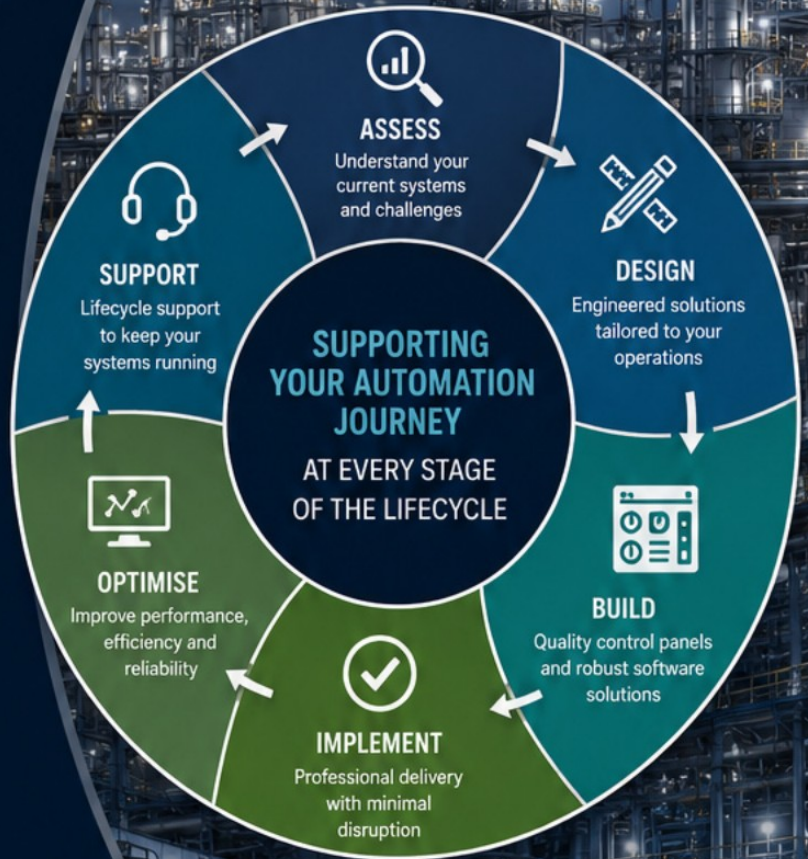 ASSESS
Understand your
current systems
and challenges
DESIGN
Engineered solutions
tailored to your
operations
BUILD
Quality control panels
and robust software
solutions
IMPLEMENT
Professional delivery
with minimal
disruption
OPTIMISE
Improve performance,
efficiency and
reliability
SUPPORT
Lifecycle support
to keep your
systems running
SUPPORTING
YOUR AUTOMATION
JOURNEY
AT EVERY STAGE
OF THE LIFECYCLE